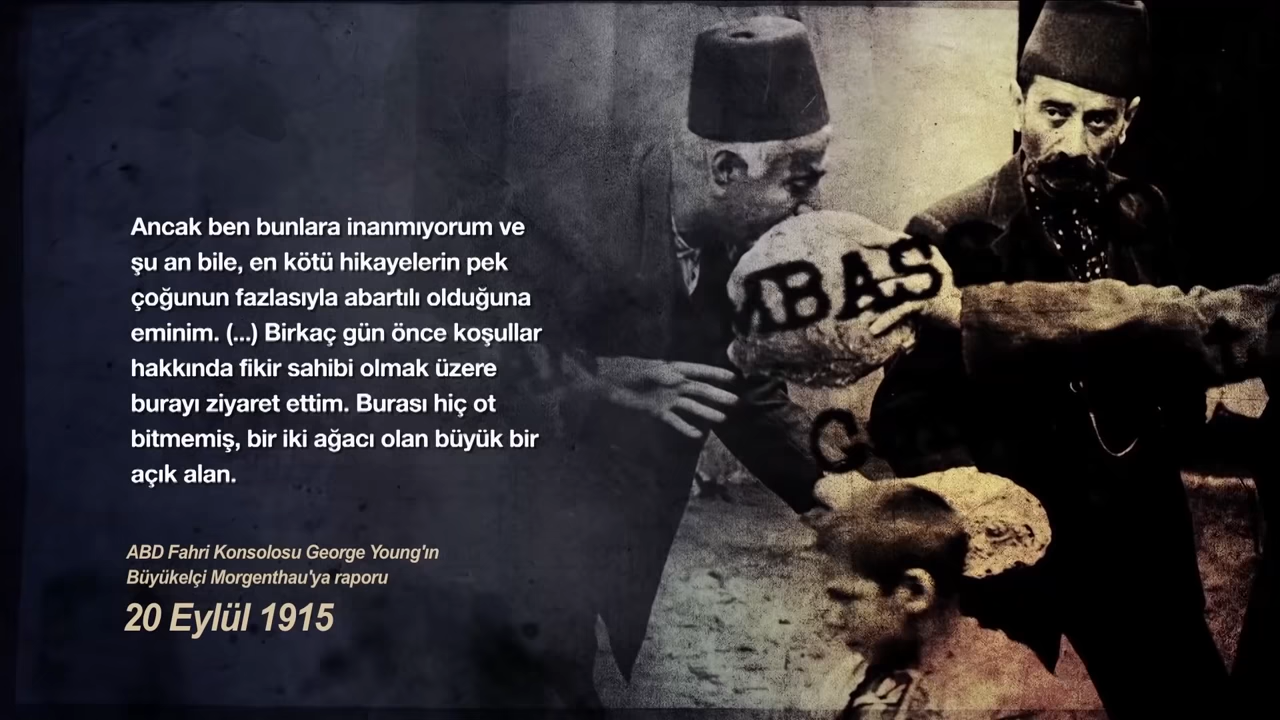 Ancak ben bunlara inanmıyorum ve
şu an bile, en kötü hikayelerin pek
çoğunun fazlasıyla abartılı olduğuna
eminim. (...) Birkaç gün önce koşullar
hakkında fikir sahibi olmak üzere
burayı ziyaret ettim. Burası hiç ot
bitmemiş, bir iki ağacı olan büyük bir
açık alan.
ABD Fahri Konsolosu George Young'ın
Büyükelçi Morgenthau'ya raporu
20 Eylül 1915
MBASS